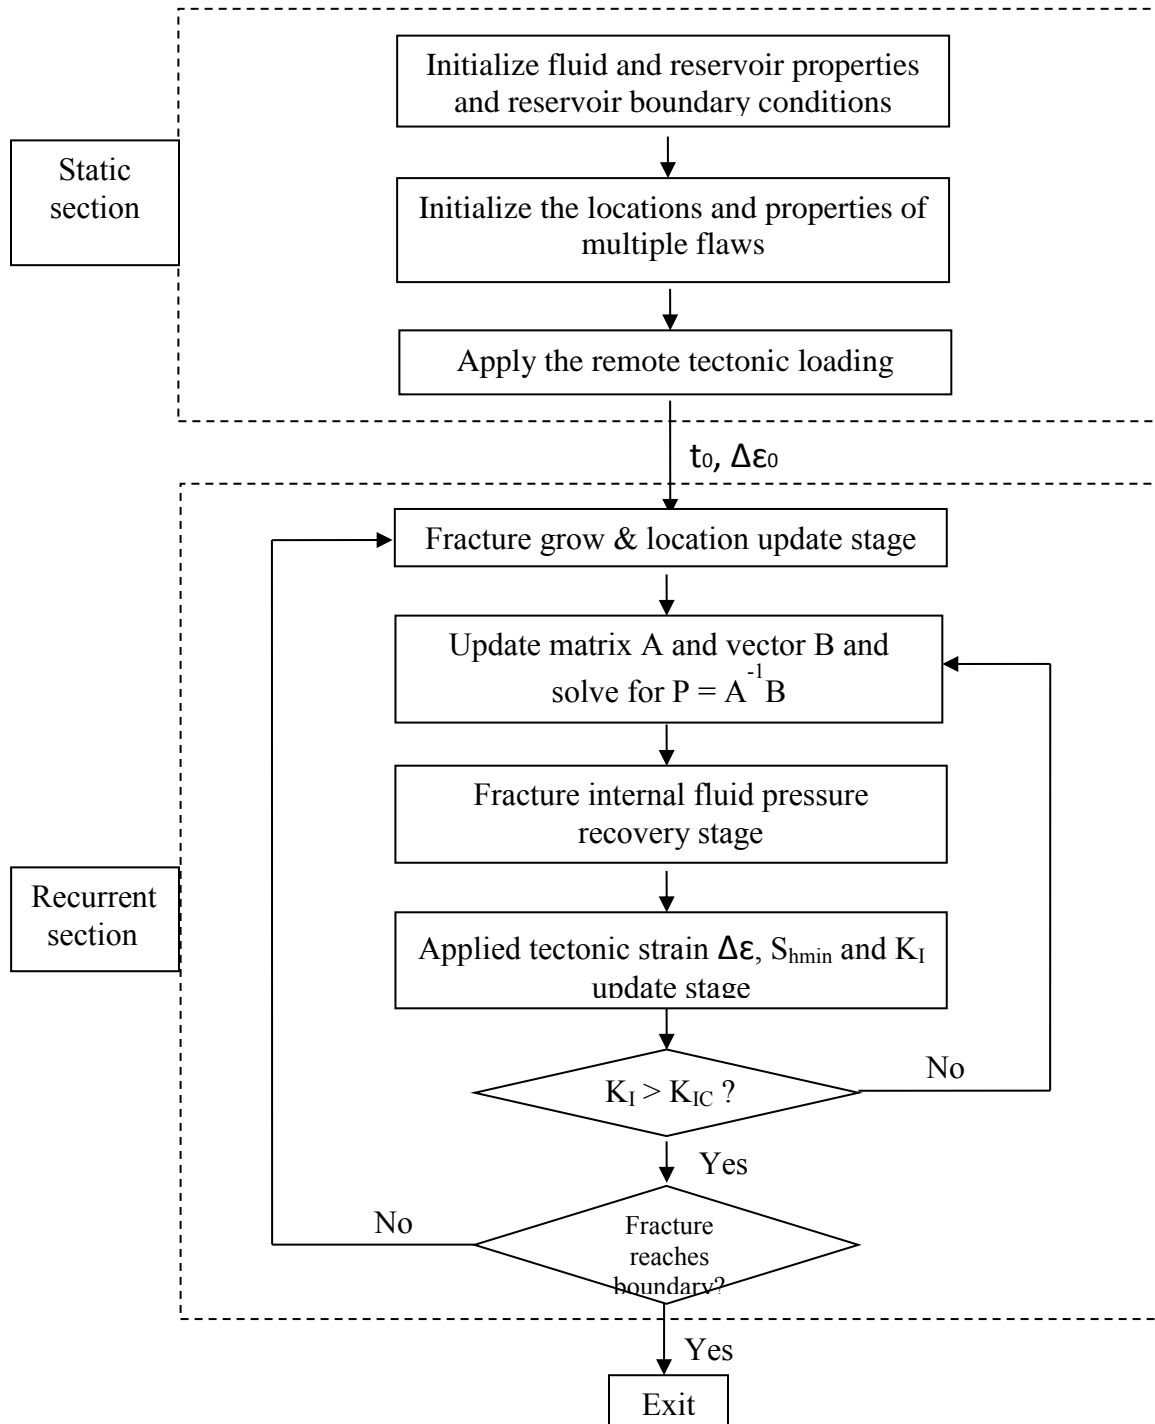 Initialize fluid and reservoir properties
and reservoir boundary conditions
Static
section
Initialize the locations and properties of
multiple flaws
Apply the remote tectonic loading
t₀, Δε₀
Fracture grow & location update stage
Update matrix A and vector B and
solve for P = A⁻¹B
Fracture internal fluid pressure
recovery stage
Recurrent
section
Applied tectonic strain Δε, Shmin and KI
update stage
KI > KIC ?
No
Yes
No
Fracture
reaches
boundary?
Yes
Exit